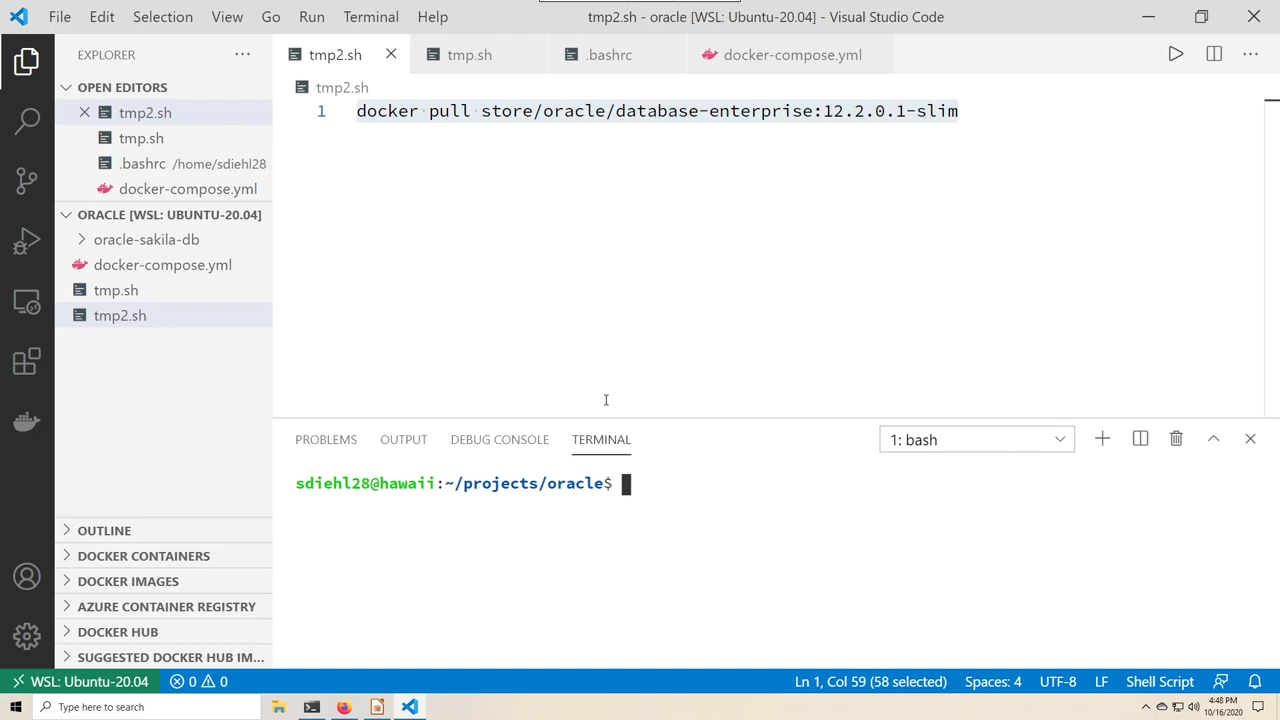 File Edit Selection View Go Run Terminal Help tmp2.sh - oracle [WSL: Ubuntu-20.04] - Visual Studio Code
EXPLORER
OPEN EDITORS
tmp2.sh
tmp.sh
.bashrc /home/sdiehl28
docker-compose.yml
ORACLE [WSL: UBUNTU-20.04]
oracle-sakila-db
docker-compose.yml
tmp.sh
tmp2.sh
OUTLINE
DOCKER CONTAINERS
DOCKER IMAGES
AZURE CONTAINER REGISTRY
DOCKER HUB
SUGGESTED DOCKER HUB IM...
tmp2.sh tmp.sh .bashrc docker-compose.yml
tmp2.sh
1 docker pull store/oracle/database-enterprise:12.2.0.1-slim
PROBLEMS OUTPUT DEBUG CONSOLE TERMINAL 1: bash
sdiehl28@hawaii:~/projects/oracle$
WSL: Ubuntu-20.04 0 0 Ln 1, Col 59 (58 selected) Spaces: 4 UTF-8 LF Shell Script
Type here to search
4:48 PM
10/16/2020